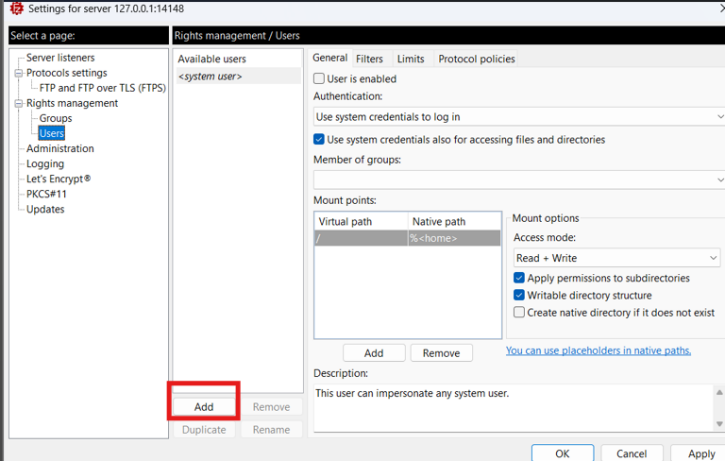 Settings for server 127.0.0.1:14148
Select a page:
Server listeners
Protocols settings
FTP and FTP over TLS (FTPS)
Rights management
Groups
Users
Administration
Logging
Let's Encrypt®
PKCS#11
Updates
Rights management / Users
Available users
<system user>
Add
Remove
Duplicate
Rename
General Filters Limits Protocol policies
User is enabled
Authentication:
Use system credentials to log in
Use system credentials also for accessing files and directories
Member of groups:
Mount points:
Virtual path Native path
/ %<home>
Add Remove
Mount options
Access mode:
Read + Write
Apply permissions to subdirectories
Writable directory structure
Create native directory if it does not exist
You can use placeholders in native paths.
Description:
This user can impersonate any system user.
OK Cancel Apply